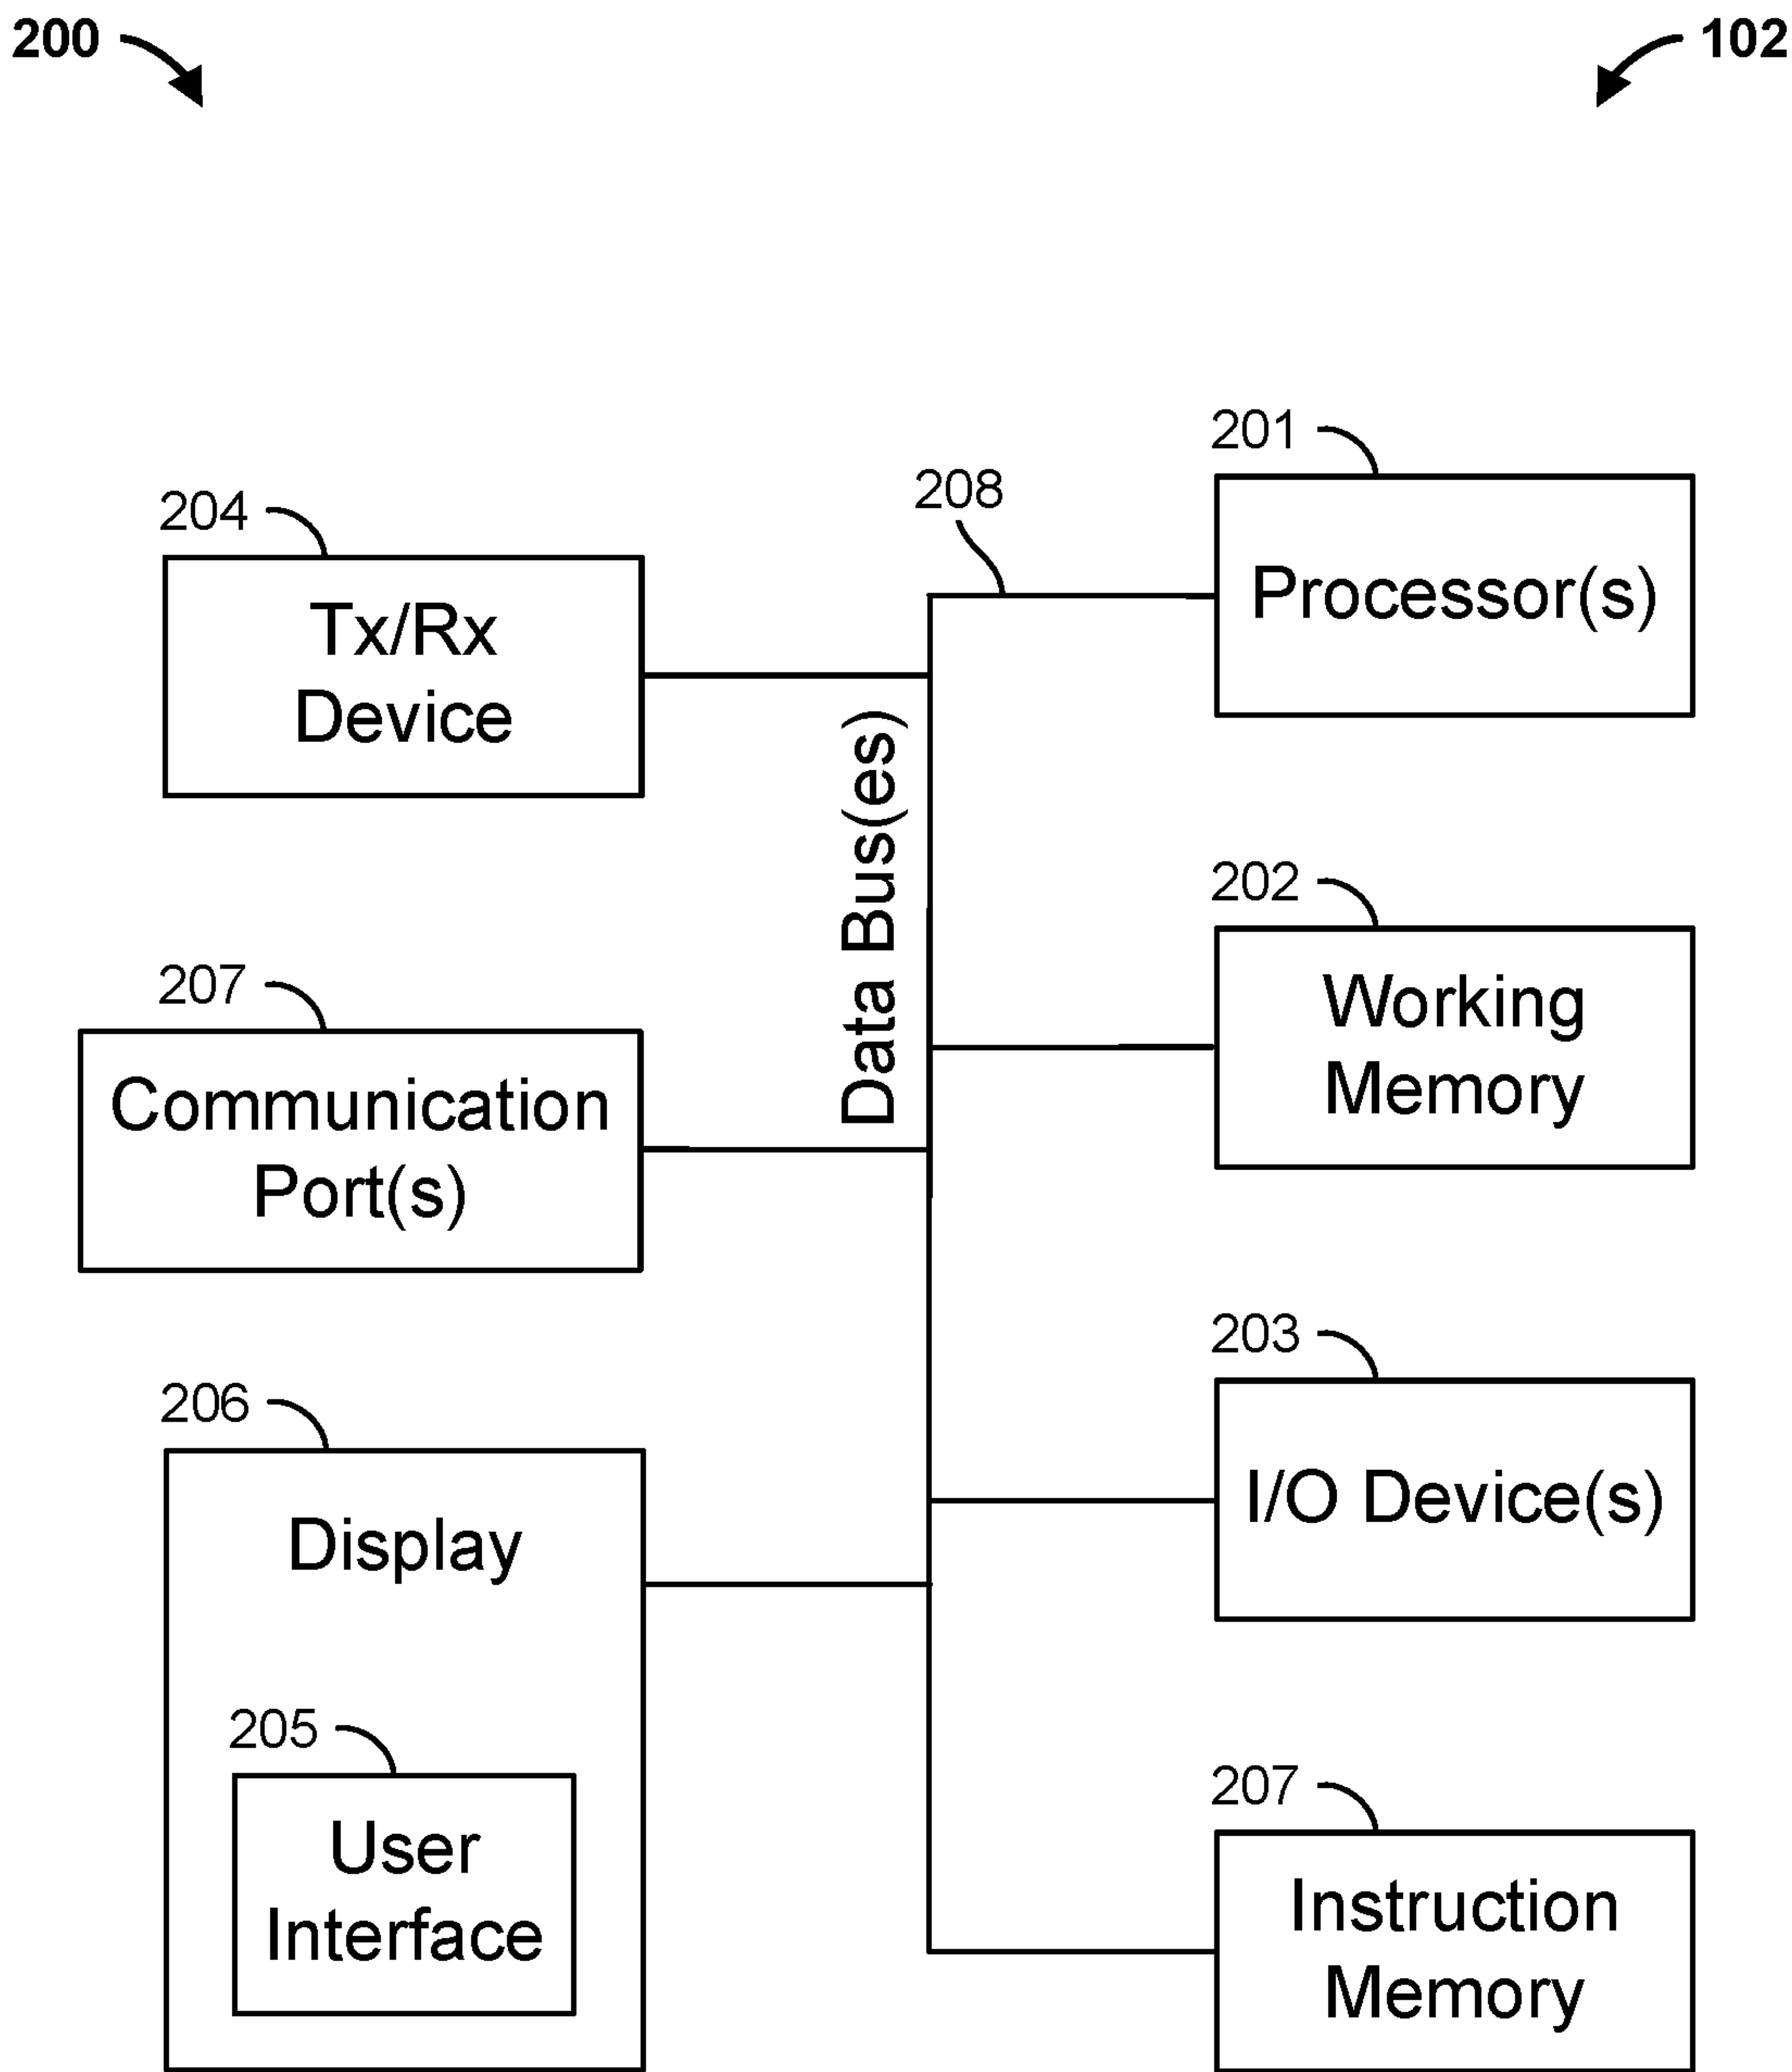 200
102
201
Processor(s)
208
204
Tx/Rx
Device
Data Bus(es)
202
Working
Memory
207
Communication
Port(s)
203
I/O Device(s)
206
Display
205
User
Interface
207
Instruction
Memory